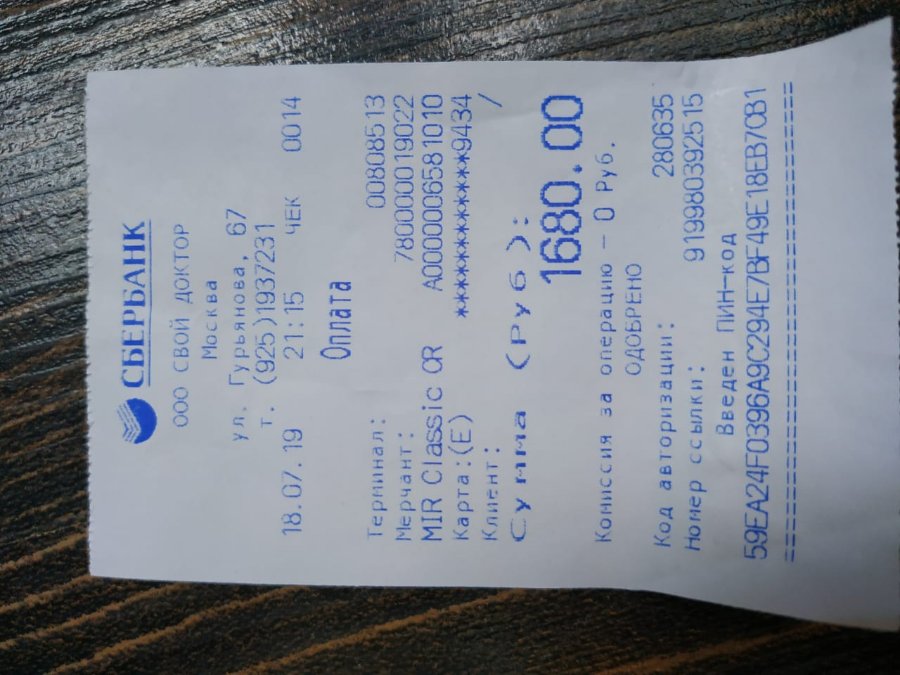 СБЕРБАНК
ООО СВОЙ ДОКТОР
Москва
ул. Гурьянова, 67
т. (925)1937231
18.07.19 21:15 ЧЕК 0014
Оплата
Терминал: 00808513
Мерчант: 780000019022
MIR Classic CR A0000006581010
Карта:(E) ************9434
Клиент: /
Сумма (Руб):
1680.00
Комиссия за операцию – 0 Руб.
ОДОБРЕНО
Код авторизации: 280635
Номер ссылки: 919980392515
Введен ПИН-код
59EA24F0396A9C294E7BF49E18EB70B1
================================